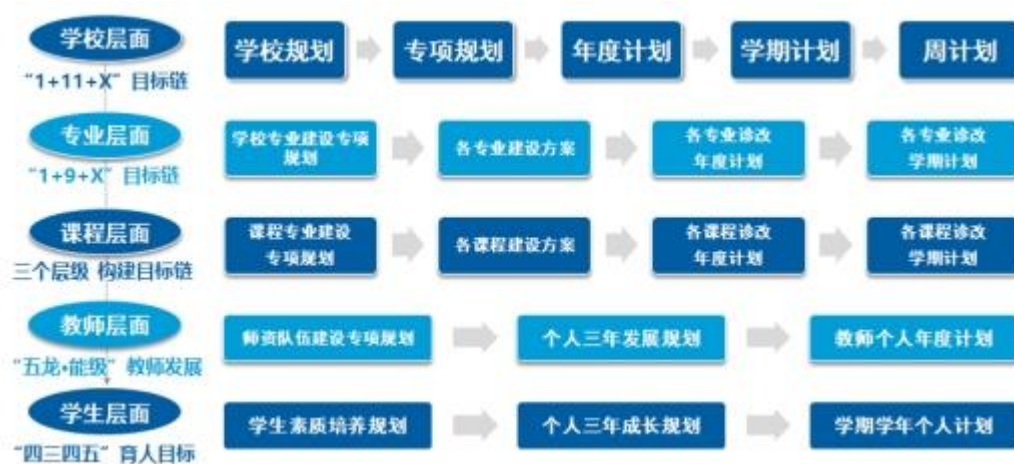 学校层面
学校规划
专项规划
年度计划
学期计划
周计划
“1+11+X”目标链
专业层面
学校专业建设专项
规划
各专业建设方案
各专业诊改
年度计划
各专业诊改
学期计划
“1+9+X”目标链
课程层面
课程专业建设
专项规划
各课程建设方案
各课程诊改
年度计划
各课程诊改
学期计划
三个层级 构建目标链
教师层面
师资队伍建设专项规划
个人三年发展规划
教师个人年度计划
“五龙•能级”教师发展
学生层面
学生素质培养规划
个人三年成长规划
学期学年个人计划
“四三四五”育人目标